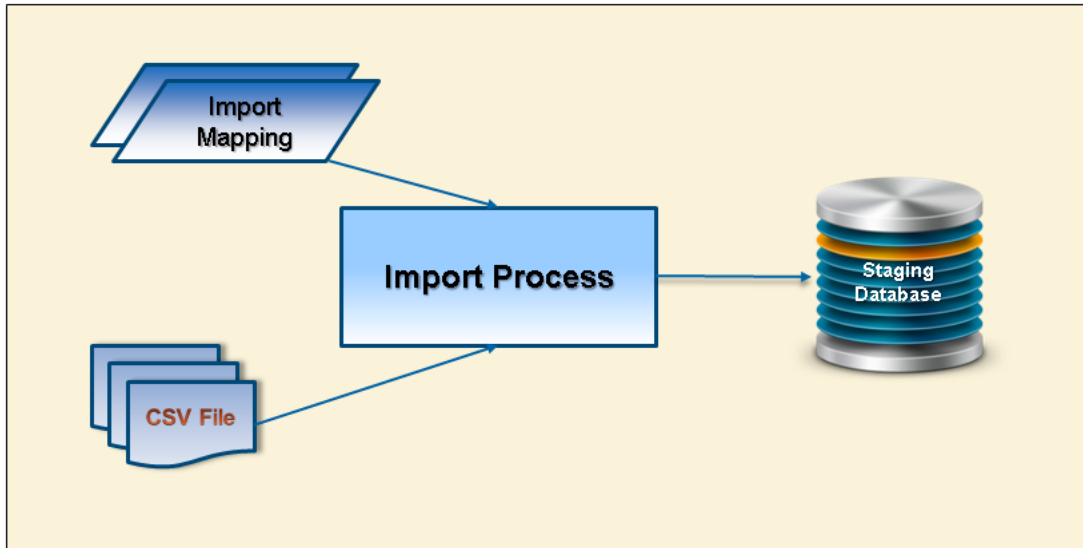 Import
Mapping
Import Process
Staging
Database
CSV File